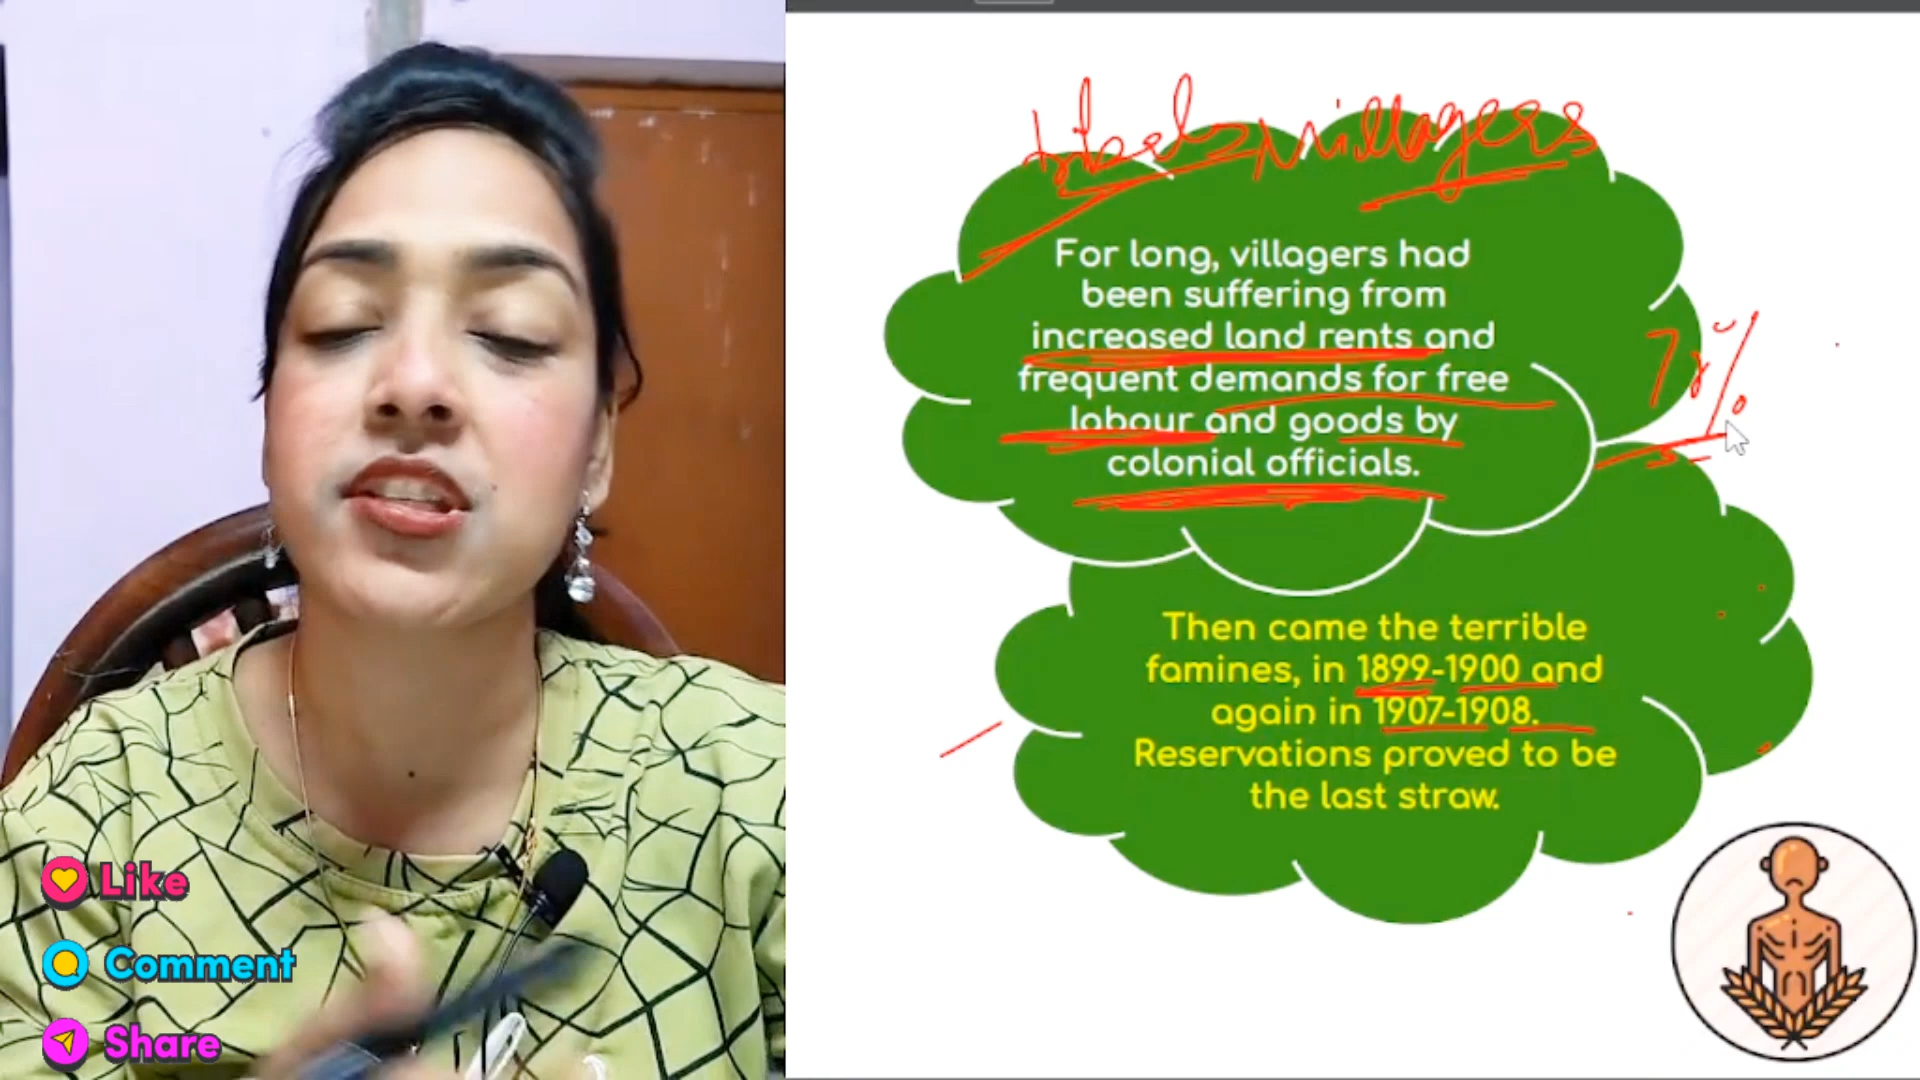 tribals villagers
For long, villagers had
been suffering from
increased land rents and
frequent demands for free
labour and goods by
colonial officials.
Then came the terrible
famines, in 1899-1900 and
again in 1907-1908.
Reservations proved to be
the last straw.
Like
Comment
Share